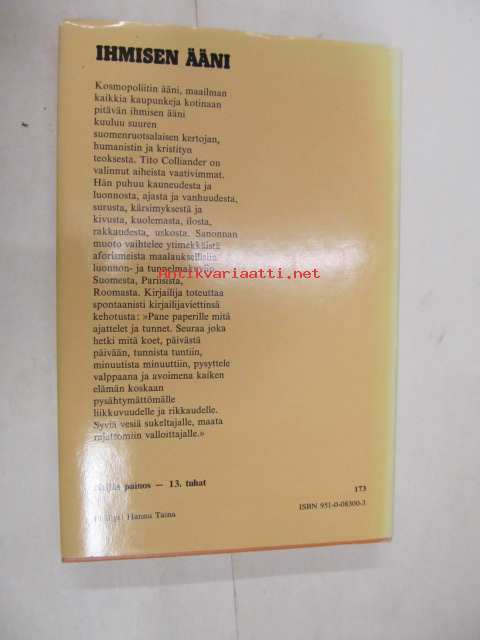 IHMISEN ÄÄNI
Kosmopoliitin ääni, maailman
kaikkia kaupunkeja kotinaan
pitävän ihmisen ääni
kuuluu suuren
suomenruotsalaisen kertojan,
humanistin ja kristityn
teoksesta. Tito Colliander on
valinnut aiheista vaativimmat.
Hän puhuu kauneudesta ja
luonnosta, ajasta ja vanhuudesta,
surusta, kärsimyksestä ja
kivusta, kuolemasta, ilosta,
rakkaudesta, uskosta. Sanonnan
muoto vaihtelee ytimekkäistä
aforismeista maalauksellisiin
luonnon- ja tunnelmakuviin
Antikvariaatti.net
Suomesta, Pariisista,
Roomasta. Kirjailija toteuttaa
spontaanisti kirjailijaviettinsä
kehotusta: »Pane paperille mitä
ajattelet ja tunnet. Seuraa joka
hetki mitä koet, päivästä
päivään, tunnista tuntiin,
minuutista minuuttiin, pysyttele
valppaana ja avoimena kaiken
elämän koskaan
pysähtymättömälle
liikkuvuudelle ja rikkaudelle.
Syviä vesiä sukeltajalle, maata
rajattomiin valloittajalle.»
painos — 13. tuhat
173
ISBN 951-0-08300-3
Hannu Taina